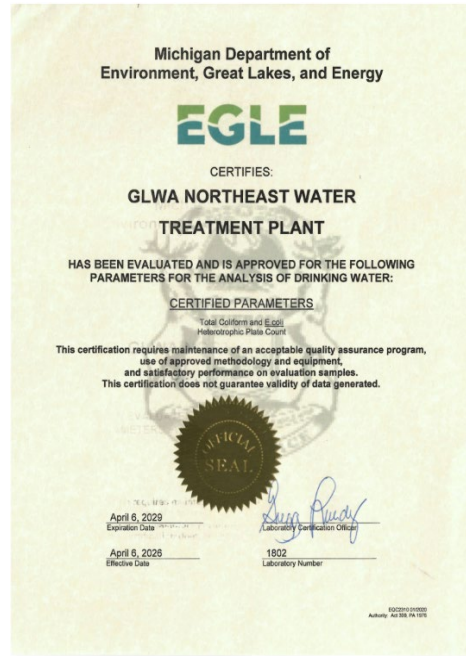 Michigan Department of
Environment, Great Lakes, and Energy
EGLE
CERTIFIES:
GLWA NORTHEAST WATER
TREATMENT PLANT
HAS BEEN EVALUATED AND IS APPROVED FOR THE FOLLOWING
PARAMETERS FOR THE ANALYSIS OF DRINKING WATER:
CERTIFIED PARAMETERS
Total Coliform and E.coli
Heterotrophic Plate Count
This certification requires maintenance of an acceptable quality assurance program,
use of approved methodology and equipment,
and satisfactory performance on evaluation samples.
This certification does not guarantee validity of data generated.
OFFICIAL
SEAL
April 6, 2029
Expiration Date
Laboratory Certification Officer
April 6, 2026
Effective Date
1802
Laboratory Number
Authority: Act 399, PA 1976